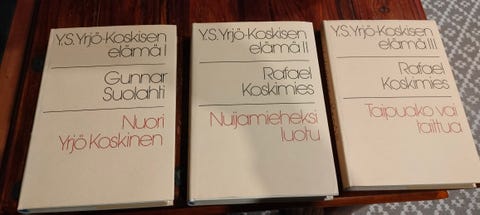 Y.S. Yrjö-Koskisen
elämä I
Gunnar
Suolahti
Nuori
Yrjö Koskinen
Y.S. Yrjö-Koskisen
elämä II
Rafael
Koskimies
Nuijamieheksi
luotu
Y.S. Yrjö-Koskisen
elämä III
Rafael
Koskimies
Taipuako vai
taittua